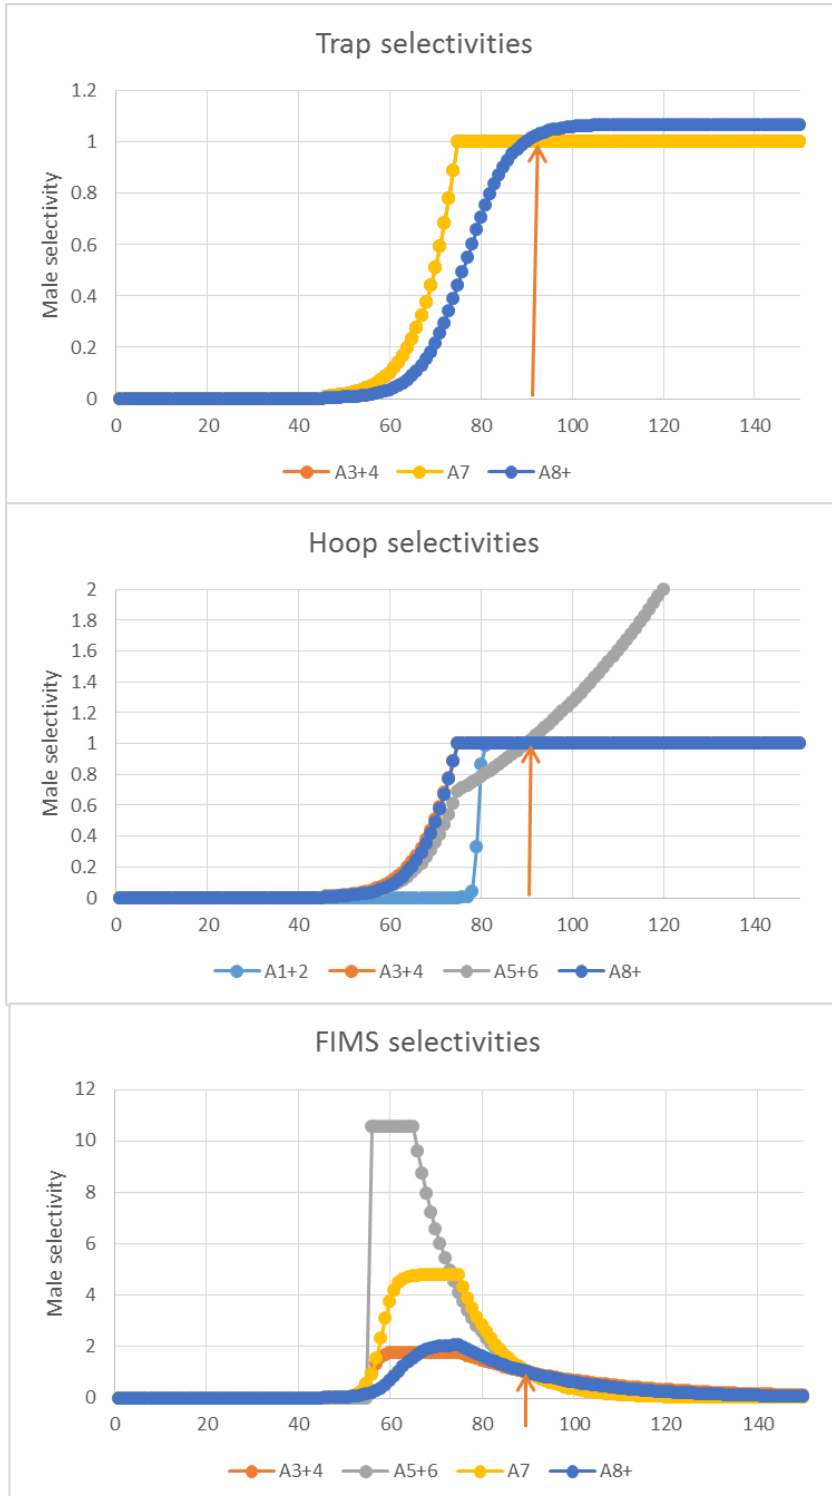 Trap selectivities
1.2
1
0.8
0.6
0.4
0.2
0
Male selectivity
0 20 40 60 80 100 120 140
A3+4 A7 A8+
Hoop selectivities
2
1.8
1.6
1.4
1.2
1
0.8
0.6
0.4
0.2
0
Male selectivity
0 20 40 60 80 100 120 140
A1+2 A3+4 A5+6 A8+
FIMS selectivities
12
10
8
6
4
2
0
Male selectivity
0 20 40 60 80 100 120 140
A3+4 A5+6 A7 A8+